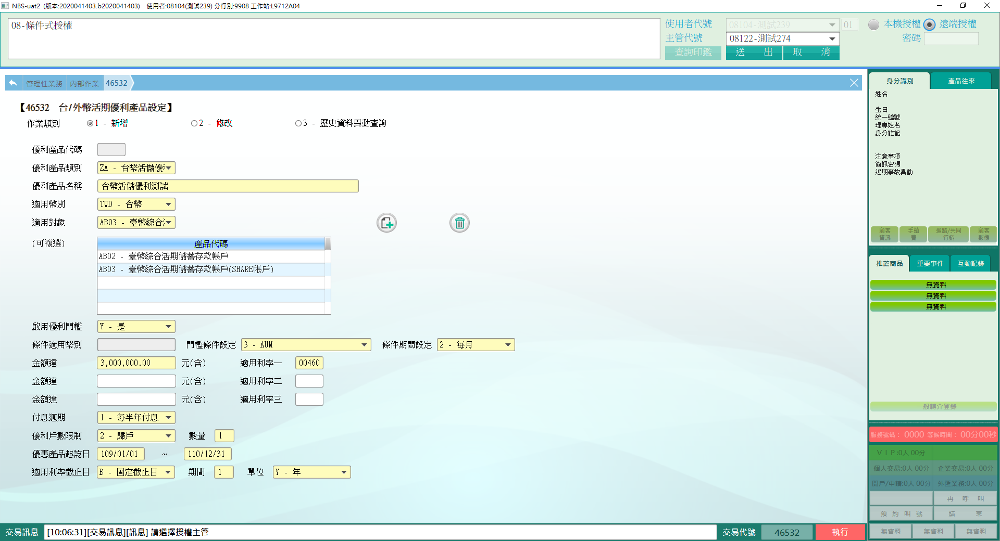 NBS-uat2 (版本:2020041403.b2020041403) 使用者:08104(測試239) 分行別:9908 工作站:L9712A04
08-條件式授權
使用者代號 08104-測試239 01 本機授權 遠端授權
主管代號 08122-測試274 密碼
查詢印鑑 送 出 取 消
管理性業務 內部作業 46532
【46532 台/外幣活期優利產品設定】
作業類別 1 - 新增 2 - 修改 3 - 歷史資料異動查詢
優利產品代碼
優利產品類別 ZA - 台幣活儲優
優利產品名稱 台幣活儲優利測試
適用幣別 TWD - 台幣
適用對象 AB03 - 臺幣綜合
(可複選) 產品代碼
AB02 - 臺幣綜合活期儲蓄存款帳戶
AB03 - 臺幣綜合活期儲蓄存款帳戶(SHARE帳戶)
啟用優利門檻 Y - 是
條件適用幣別 門檻條件設定 3 - AUM 條件期間設定 2 - 每月
金額達 3,000,000.00 元(含) 適用利率一 00460
金額達 元(含) 適用利率二
金額達 元(含) 適用利率三
付息週期 1 - 每半年付息
優利戶數限制 2 - 歸戶 數量 1
優惠產品起訖日 109/01/01 ~ 110/12/31
適用利率截止日 B - 固定截止日 期間 1 單位 Y - 年
交易訊息 [10:06:31][交易訊息][訊息] 請選擇授權主管 交易代號 46532 執行
身分識別 產品往來
姓名
生日
統一編號
理專姓名
身分註記
注意事項
簡訊密碼
近期事故異動
顧客資訊 手續費 通路/共同行銷 顧客影像
推薦商品 重要事件 互動記錄
無資料
無資料
無資料
一般轉介登錄
服務號碼: 0000 等候時間: 00分00秒
VIP:0人 00分
個人交易:0人 00分 企業交易:0人 00分
開戶/申請:0人 00分 外匯業務:0人 00分
再 呼 叫
預 約 叫 號 結 束
無資料 無資料 無資料